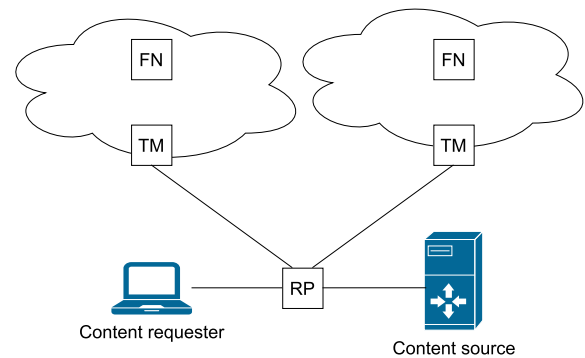 FN
FN
TM
TM
RP
Content requester
Content source